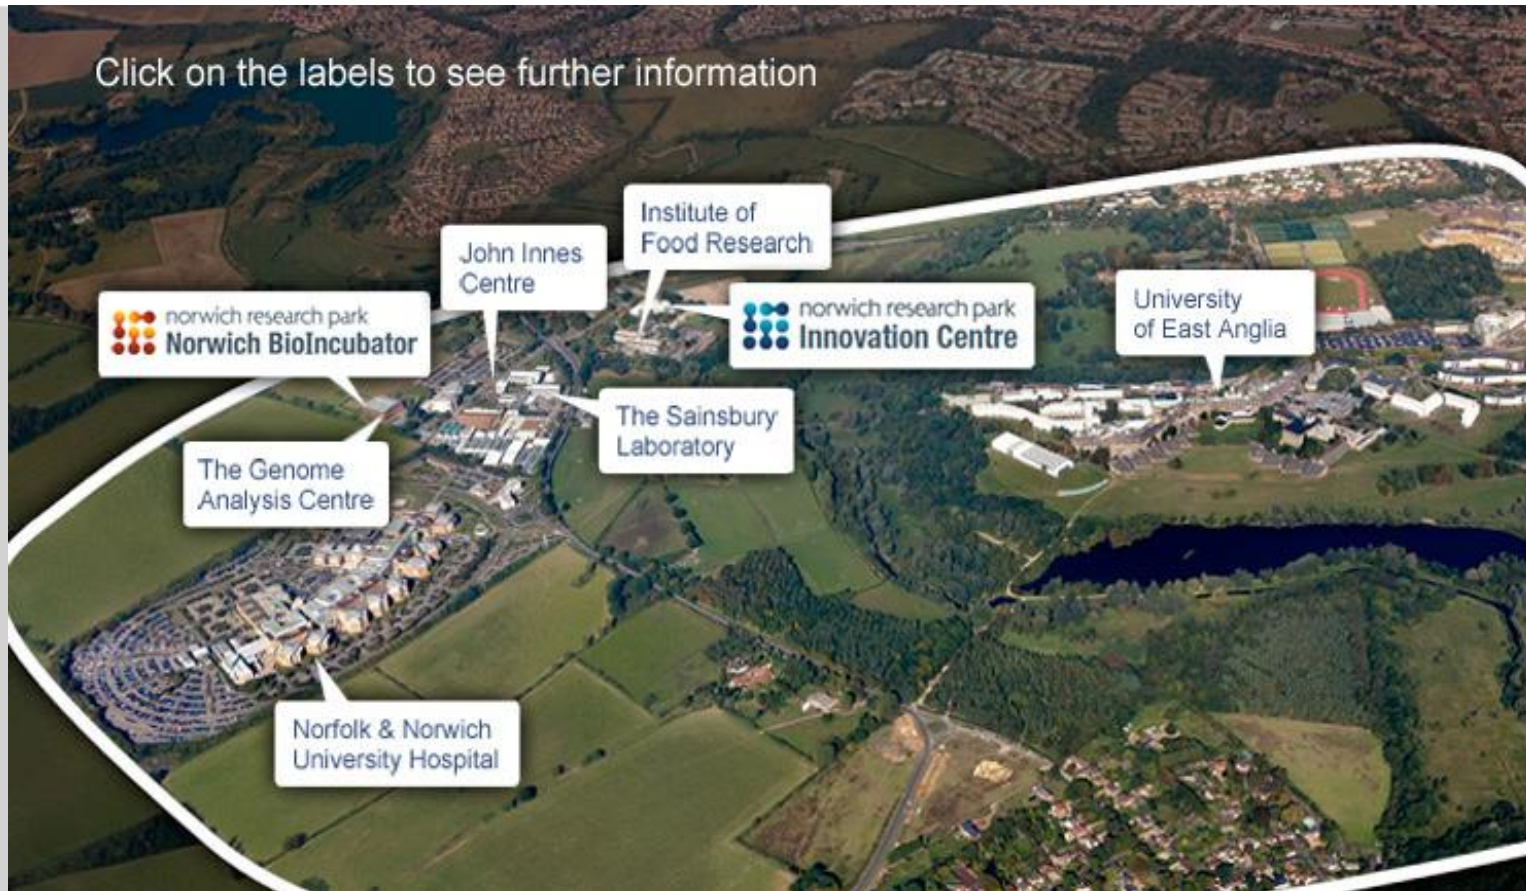 Click on the labels to see further information
Institute of
Food Research
John Innes
Centre
norwich research park
Norwich BioIncubator
norwich research park
Innovation Centre
University
of East Anglia
The Sainsbury
Laboratory
The Genome
Analysis Centre
Norfolk & Norwich
University Hospital